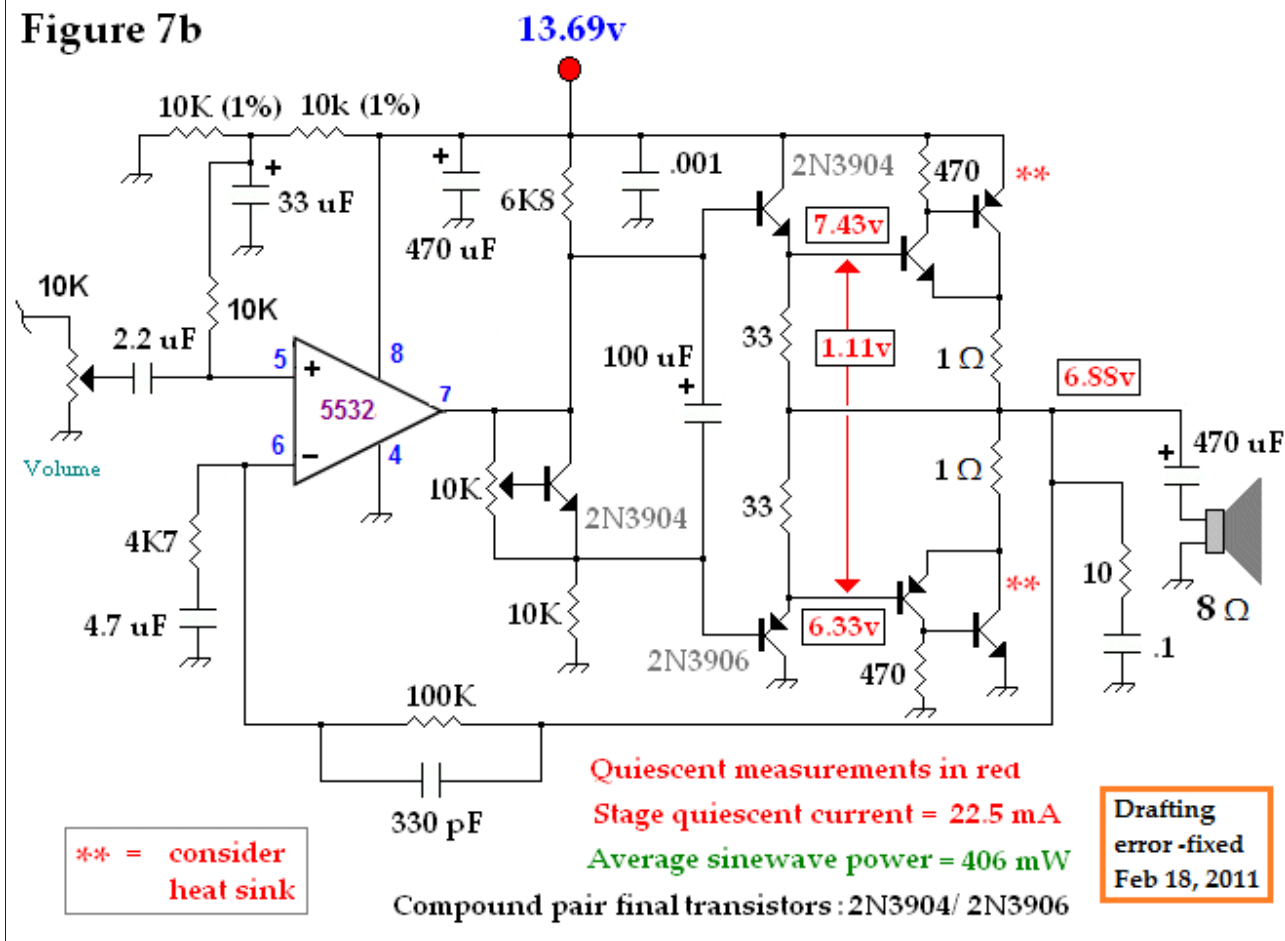 Figure 7b
13.69v
10K (1%)
10k (1%)
33 uF
470 uF
6K8
.001
2N3904
470
**
7.43v
10K
10K
2.2 uF
5
+
8
5532
7
6
−
4
Volume
100 uF
+
33
1.11v
1 Ω
6.88v
470 uF
+
10K
2N3904
33
1 Ω
4K7
4.7 uF
10K
2N3906
6.33v
470
**
10
.1
8 Ω
100K
330 pF
+
+
Quiescent measurements in red
Stage quiescent current = 22.5 mA
Average sinewave power = 406 mW
Compound pair final transistors : 2N3904/ 2N3906
** = consider
heat sink
Drafting
error -fixed
Feb 18, 2011